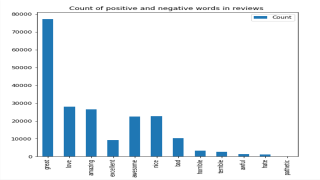 Count of positive and negative words in reviews
Count
80000
70000
60000
50000
40000
30000
20000
10000
0
great
love
amazing
excellent
awesome
nice
bad
horrible
terrible
awful
hate
pathetic